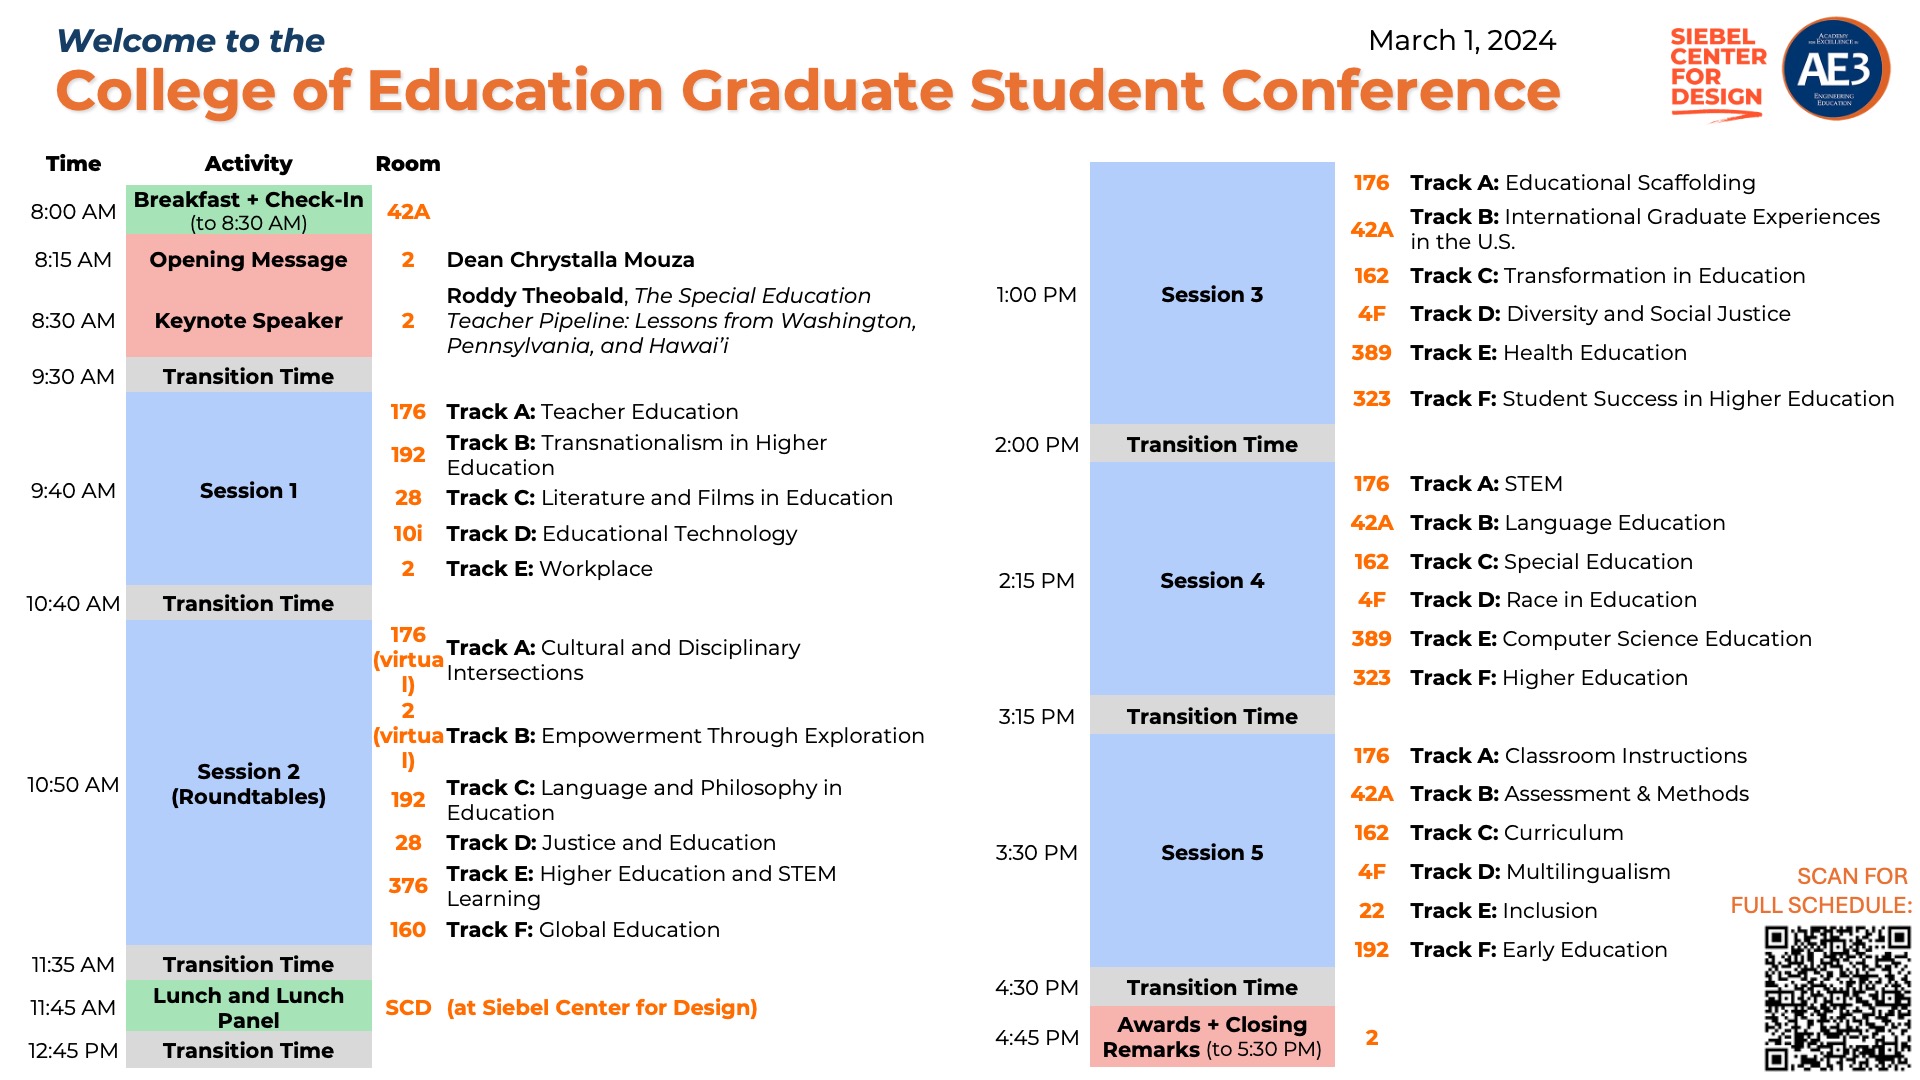 Welcome to the
College of Education Graduate Student Conference
March 1, 2024
SIEBEL
CENTER
FOR
DESIGN
ACADEMY
FOR EXCELLENCE IN
AE3
ENGINEERING
EDUCATION
Time Activity Room
8:00 AM Breakfast + Check-In
(to 8:30 AM) 42A
8:15 AM Opening Message 2 Dean Chrystalla Mouza
8:30 AM Keynote Speaker 2 Roddy Theobald, The Special Education
Teacher Pipeline: Lessons from Washington,
Pennsylvania, and Hawai’i
9:30 AM Transition Time
9:40 AM Session 1
176 Track A: Teacher Education
192 Track B: Transnationalism in Higher
Education
28 Track C: Literature and Films in Education
10i Track D: Educational Technology
2 Track E: Workplace
10:40 AM Transition Time
10:50 AM Session 2
(Roundtables)
176
(virtua
l)
Track A: Cultural and Disciplinary
Intersections
2
(virtua
l)
Track B: Empowerment Through Exploration
192 Track C: Language and Philosophy in
Education
28 Track D: Justice and Education
376 Track E: Higher Education and STEM
Learning
160 Track F: Global Education
11:35 AM Transition Time
11:45 AM Lunch and Lunch
Panel SCD (at Siebel Center for Design)
12:45 PM Transition Time
1:00 PM Session 3
176 Track A: Educational Scaffolding
42A Track B: International Graduate Experiences
in the U.S.
162 Track C: Transformation in Education
4F Track D: Diversity and Social Justice
389 Track E: Health Education
323 Track F: Student Success in Higher Education
2:00 PM Transition Time
2:15 PM Session 4
176 Track A: STEM
42A Track B: Language Education
162 Track C: Special Education
4F Track D: Race in Education
389 Track E: Computer Science Education
323 Track F: Higher Education
3:15 PM Transition Time
3:30 PM Session 5
176 Track A: Classroom Instructions
42A Track B: Assessment & Methods
162 Track C: Curriculum
4F Track D: Multilingualism
22 Track E: Inclusion
192 Track F: Early Education
4:30 PM Transition Time
4:45 PM Awards + Closing
Remarks (to 5:30 PM) 2
SCAN FOR
FULL SCHEDULE: